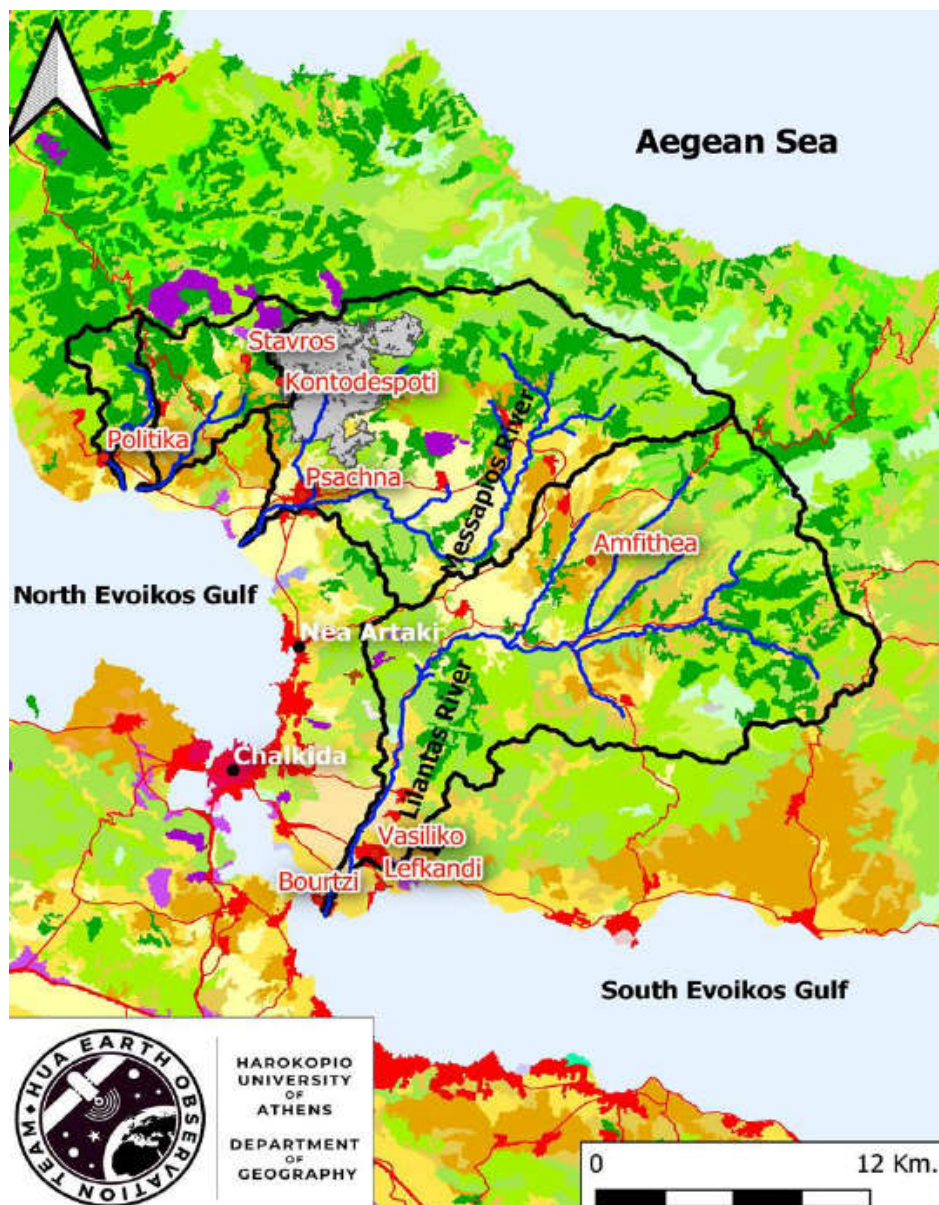 Aegean Sea
Stavros
Kontodespoti
Politika
Psachna
Messapios River
Amfithea
North Evoikos Gulf
Nea Artaki
Lilantas River
Chalkida
Vasiliko
Lefkandi
Bourtzi
South Evoikos Gulf
HUA EARTH OBSERVATION TEAM
HAROKOPIO
UNIVERSITY
OF
ATHENS
DEPARTMENT
OF
GEOGRAPHY
0 12 Km.